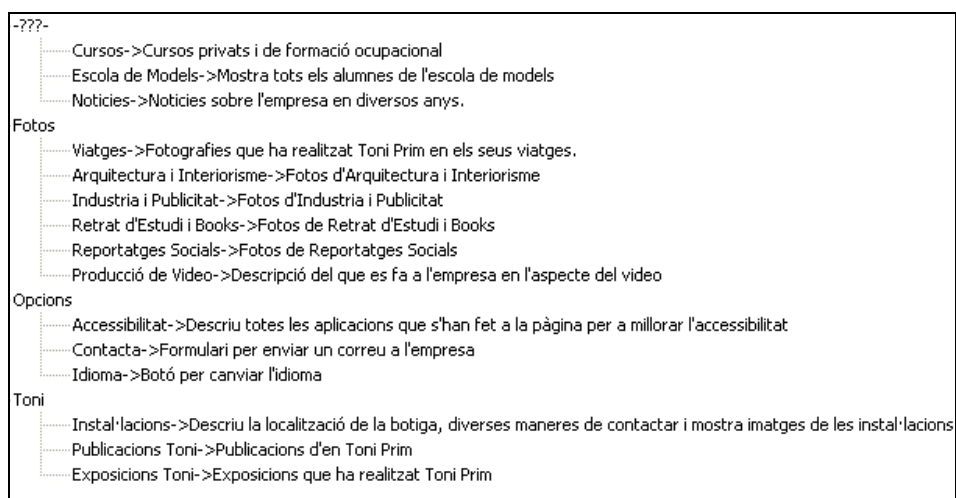 -???-
Cursos->Cursos privats i de formació ocupacional
Escola de Models->Mostra tots els alumnes de l'escola de models
Noticies->Noticies sobre l'empresa en diversos anys.
Fotos
Viatges->Fotografies que ha realitzat Toni Prim en els seus viatges.
Arquitectura i Interiorisme->Fotos d'Arquitectura i Interiorisme
Industria i Publicitat->Fotos d'Industria i Publicitat
Retrat d'Estudi i Books->Fotos de Retrat d'Estudi i Books
Reportatges Socials->Fotos de Reportatges Socials
Producció de Video->Descripció del que es fa a l'empresa en l'aspecte del video
Opcions
Accessibilitat->Descriu totes les aplicacions que s'han fet a la pàgina per a millorar l'accessibilitat
Contacta->Formulari per enviar un correu a l'empresa
Idioma->Botó per canviar l'idioma
Toni
Instal·lacions->Descriu la localització de la botiga, diverses maneres de contactar i mostra imatges de les instal·lacions
Publicacions Toni->Publicacions d'en Toni Prim
Exposicions Toni->Exposicions que ha realitzat Toni Prim